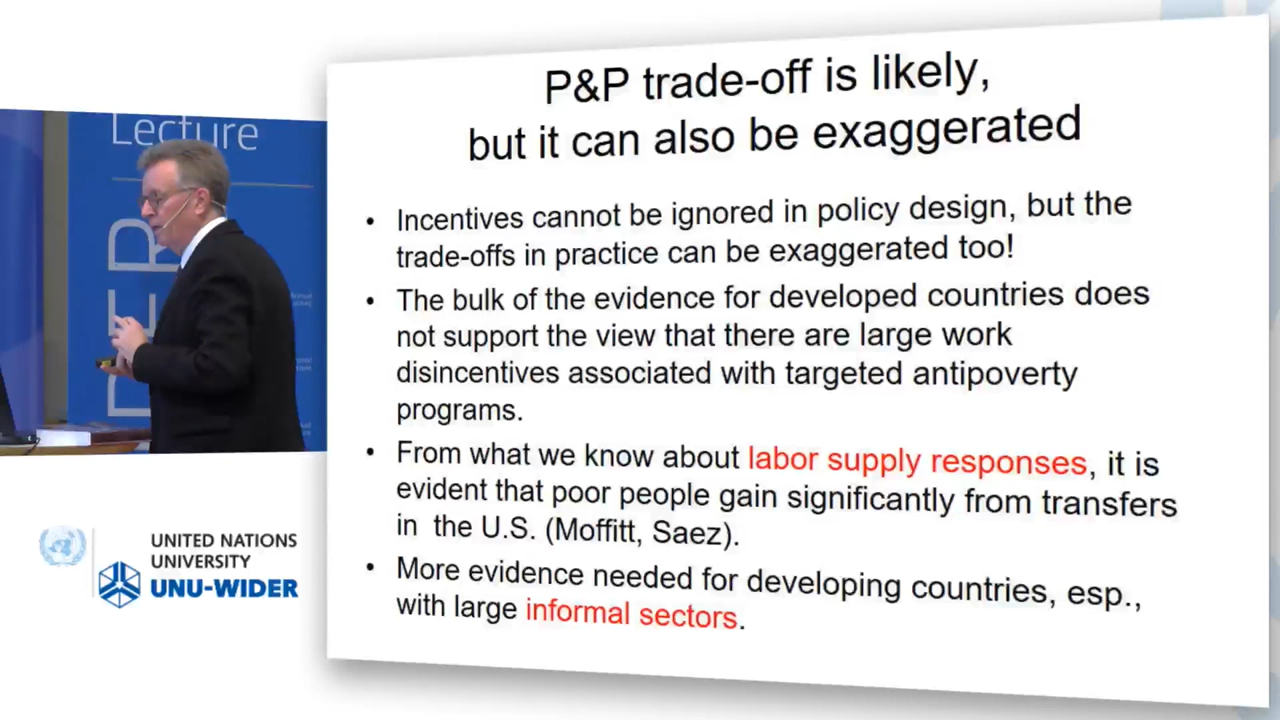 P&P trade-off is likely,
but it can also be exaggerated
• Incentives cannot be ignored in policy design, but the
trade-offs in practice can be exaggerated too!
• The bulk of the evidence for developed countries does
not support the view that there are large work
disincentives associated with targeted antipoverty
programs.
• From what we know about labor supply responses, it is
evident that poor people gain significantly from transfers
in the U.S. (Moffitt, Saez).
• More evidence needed for developing countries, esp.,
with large informal sectors.
Lecture
DER
UNITED NATIONS
UNIVERSITY
UNU-WIDER